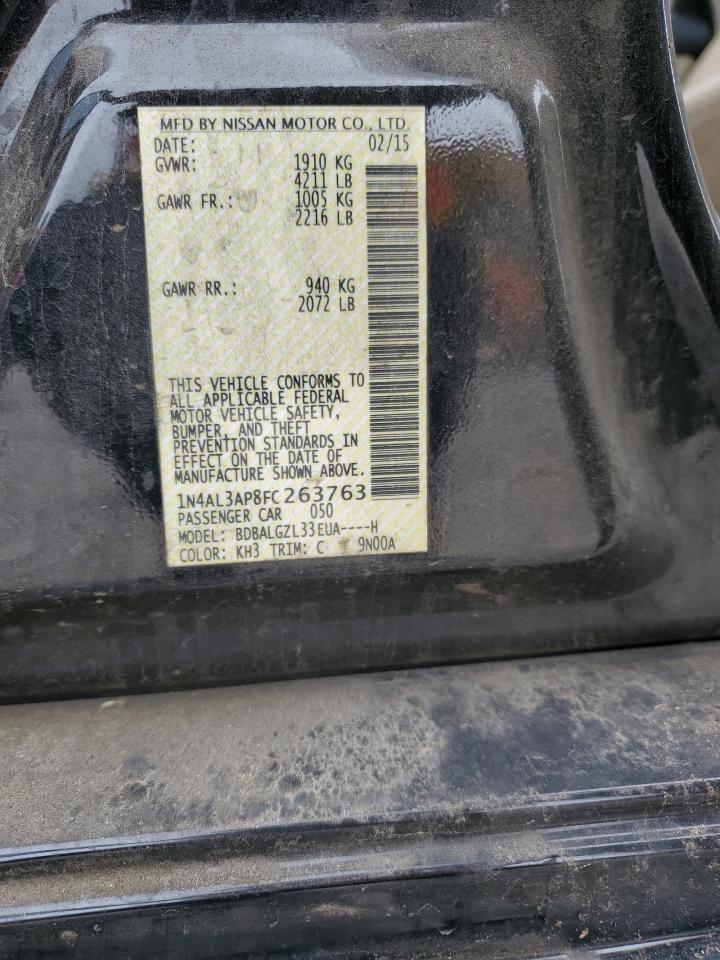 MFD BY NISSAN MOTOR CO., LTD.
DATE: 02/15
GVWR: 1910 KG
4211 LB
GAWR FR.: 1005 KG
2216 LB
GAWR RR.: 940 KG
2072 LB
THIS VEHICLE CONFORMS TO
ALL APPLICABLE FEDERAL
MOTOR VEHICLE SAFETY,
BUMPER, AND THEFT
PREVENTION STANDARDS IN
EFFECT ON THE DATE OF
MANUFACTURE SHOWN ABOVE.
1N4AL3AP8FC263763
PASSENGER CAR 050
MODEL: BDBALGZL33EUA----H
COLOR: KH3 TRIM: C 9N00A